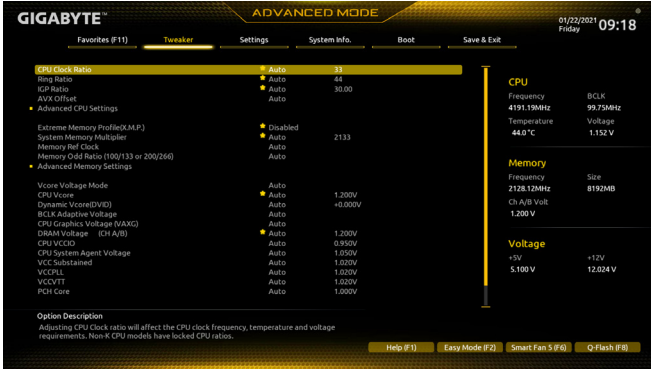 GIGABYTE™ ADVANCED MODE
01/22/2021 Friday 09:18
Favorites (F11) Tweaker Settings System Info. Boot Save & Exit
CPU Clock Ratio Auto 33
Ring Ratio Auto 44
IGP Ratio Auto 30.00
AVX Offset Auto
Advanced CPU Settings
Extreme Memory Profile(X.M.P.) Disabled
System Memory Multiplier Auto 2133
Memory Ref Clock Auto
Memory Odd Ratio (100/133 or 200/266) Auto
Advanced Memory Settings
Vcore Voltage Mode Auto
CPU Vcore Auto 1.200V
Dynamic Vcore(DVID) Auto +0.000V
BCLK Adaptive Voltage Auto
CPU Graphics Voltage (VAXG) Auto
DRAM Voltage (CH A/B) Auto 1.200V
CPU VCCIO Auto 0.950V
CPU System Agent Voltage Auto 1.050V
VCC Substained Auto 1.020V
VCCPLL Auto 1.020V
VCCVTT Auto 1.020V
PCH Core Auto 1.000V
CPU
Frequency BCLK
4191.19MHz 99.75MHz
Temperature Voltage
44.0°C 1.152 V
Memory
Frequency Size
2128.12MHz 8192MB
Ch A/B Volt
1.200 V
Voltage
+5V +12V
5.100 V 12.024 V
Option Description
Adjusting CPU Clock ratio will affect the CPU clock frequency, temperature and voltage
requirements. Non-K CPU models have locked CPU ratios.
Help (F1) Easy Mode (F2) Smart Fan 5 (F6) Q-Flash (F8)